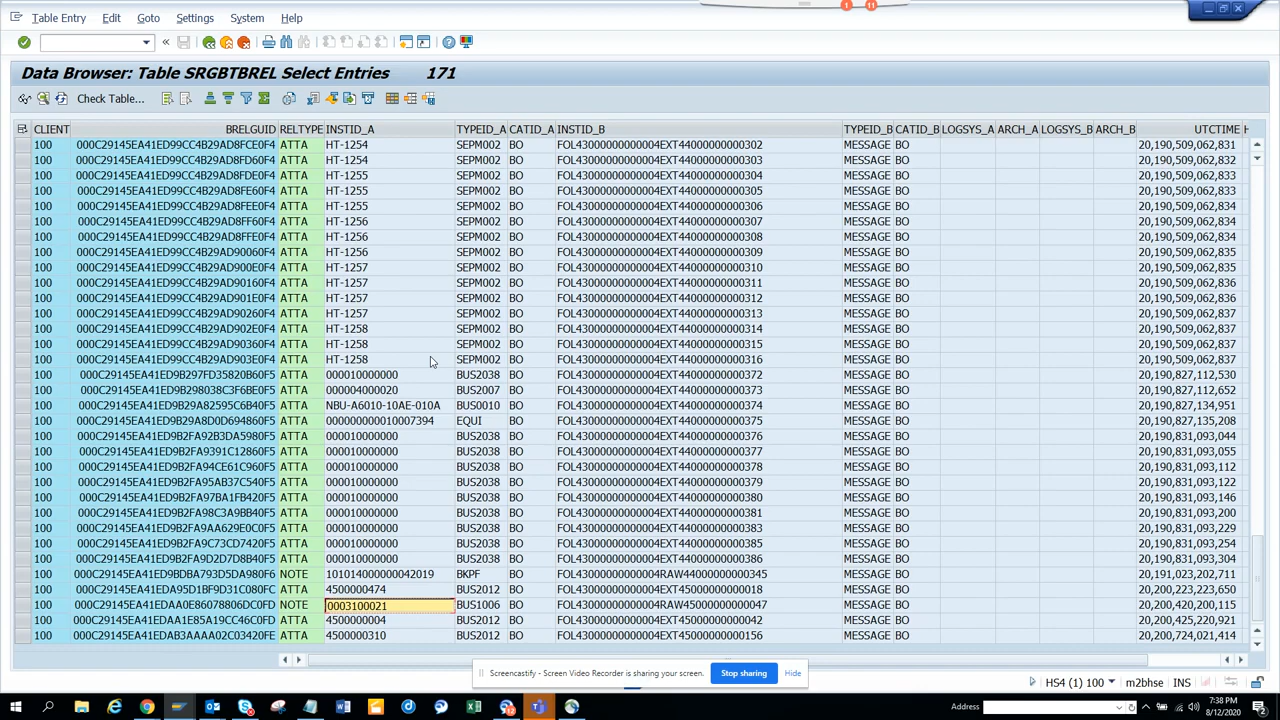 1 11
Table Entry Edit Goto Settings System Help
Data Browser: Table SRGBTBREL Select Entries 171
Check Table...
CLIENT BRELGUID RELTYPE INSTID_A TYPEID_A CATID_A INSTID_B TYPEID_B CATID_B LOGSYS_A ARCH_A LOGSYS_B ARCH_B UTCTIME
100 000C29145EA41ED99CC4B29AD8FCE0F4 ATTA HT-1254 SEPM002 BO FOL43000000000004EXT44000000000302 MESSAGE BO 20,190,509,062,831
100 000C29145EA41ED99CC4B29AD8FD60F4 ATTA HT-1254 SEPM002 BO FOL43000000000004EXT44000000000303 MESSAGE BO 20,190,509,062,832
100 000C29145EA41ED99CC4B29AD8FDE0F4 ATTA HT-1255 SEPM002 BO FOL43000000000004EXT44000000000304 MESSAGE BO 20,190,509,062,833
100 000C29145EA41ED99CC4B29AD8FE60F4 ATTA HT-1255 SEPM002 BO FOL43000000000004EXT44000000000305 MESSAGE BO 20,190,509,062,833
100 000C29145EA41ED99CC4B29AD8FEE0F4 ATTA HT-1255 SEPM002 BO FOL43000000000004EXT44000000000306 MESSAGE BO 20,190,509,062,834
100 000C29145EA41ED99CC4B29AD8FF60F4 ATTA HT-1256 SEPM002 BO FOL43000000000004EXT44000000000307 MESSAGE BO 20,190,509,062,834
100 000C29145EA41ED99CC4B29AD8FFE0F4 ATTA HT-1256 SEPM002 BO FOL43000000000004EXT44000000000308 MESSAGE BO 20,190,509,062,834
100 000C29145EA41ED99CC4B29AD90060F4 ATTA HT-1256 SEPM002 BO FOL43000000000004EXT44000000000309 MESSAGE BO 20,190,509,062,835
100 000C29145EA41ED99CC4B29AD900E0F4 ATTA HT-1257 SEPM002 BO FOL43000000000004EXT44000000000310 MESSAGE BO 20,190,509,062,835
100 000C29145EA41ED99CC4B29AD90160F4 ATTA HT-1257 SEPM002 BO FOL43000000000004EXT44000000000311 MESSAGE BO 20,190,509,062,835
100 000C29145EA41ED99CC4B29AD901E0F4 ATTA HT-1257 SEPM002 BO FOL43000000000004EXT44000000000312 MESSAGE BO 20,190,509,062,836
100 000C29145EA41ED99CC4B29AD90260F4 ATTA HT-1257 SEPM002 BO FOL43000000000004EXT44000000000313 MESSAGE BO 20,190,509,062,836
100 000C29145EA41ED99CC4B29AD902E0F4 ATTA HT-1258 SEPM002 BO FOL43000000000004EXT44000000000314 MESSAGE BO 20,190,509,062,836
100 000C29145EA41ED99CC4B29AD90360F4 ATTA HT-1258 SEPM002 BO FOL43000000000004EXT44000000000315 MESSAGE BO 20,190,509,062,837
100 000C29145EA41ED99CC4B29AD903E0F4 ATTA HT-1258 SEPM002 BO FOL43000000000004EXT44000000000316 MESSAGE BO 20,190,509,062,837
100 000C29145EA41ED9B297FD35820B60F5 ATTA 000010000000 BUS2038 BO FOL43000000000004EXT44000000000372 MESSAGE BO 20,190,827,112,530
100 000C29145EA41ED9B298038C3F6BE0F5 ATTA 000004000020 BUS2007 BO FOL43000000000004EXT44000000000373 MESSAGE BO 20,190,827,112,652
100 000C29145EA41ED9B29A82595C6B40F5 ATTA NBU-A6010-10AE-010A BUS0010 BO FOL43000000000004EXT44000000000374 MESSAGE BO 20,190,827,134,951
100 000C29145EA41ED9B29A8D0D694860F5 ATTA 000000000010007394 EQUI BO FOL43000000000004EXT44000000000375 MESSAGE BO 20,190,827,135,208
100 000C29145EA41ED9B2FA92B3DA5980F5 ATTA 000010000000 BUS2038 BO FOL43000000000004EXT44000000000376 MESSAGE BO 20,190,831,093,044
100 000C29145EA41ED9B2FA9391C12860F5 ATTA 000010000000 BUS2038 BO FOL43000000000004EXT44000000000377 MESSAGE BO 20,190,831,093,055
100 000C29145EA41ED9B2FA94CE61C960F5 ATTA 000010000000 BUS2038 BO FOL43000000000004EXT44000000000378 MESSAGE BO 20,190,831,093,112
100 000C29145EA41ED9B2FA95AB37C4A0F5 ATTA 000010000000 BUS2038 BO FOL43000000000004EXT44000000000379 MESSAGE BO 20,190,831,093,122
100 000C29145EA41ED9B2FA97BA1FB420F5 ATTA 000010000000 BUS2038 BO FOL43000000000004EXT44000000000380 MESSAGE BO 20,190,831,093,146
100 000C29145EA41ED9B2FA98C3A9BB40F5 ATTA 000010000000 BUS2038 BO FOL43000000000004EXT44000000000381 MESSAGE BO 20,190,831,093,200
100 000C29145EA41ED9B2FA9AA629E0C0F5 ATTA 000010000000 BUS2038 BO FOL43000000000004EXT44000000000383 MESSAGE BO 20,190,831,093,229
100 000C29145EA41ED9B2FA9C73CD7420F5 ATTA 000010000000 BUS2038 BO FOL43000000000004EXT44000000000385 MESSAGE BO 20,190,831,093,254
100 000C29145EA41ED9B2FA9D2D7D8B40F5 ATTA 000010000000 BUS2038 BO FOL43000000000004EXT44000000000386 MESSAGE BO 20,190,831,093,304
100 000C29145EA41ED9BDBA793D5DA980F6 NOTE 101014000000042019 BKPF BO FOL43000000000004RAW44000000000345 MESSAGE BO 20,191,023,202,711
100 000C29145EA41EDA95D1BF9D31C080FC ATTA 4500000474 BUS2012 BO FOL43000000000004EXT45000000000018 MESSAGE BO 20,200,223,223,650
100 000C29145EA41EDAA0E86078806DC0FD NOTE 0003100021 BUS1006 BO FOL43000000000004RAW45000000000047 MESSAGE BO 20,200,420,200,115
100 000C29145EA41EDAA1E85A19CC46C0FD ATTA 4500000004 BUS2012 BO FOL43000000000004EXT45000000000042 MESSAGE BO 20,200,425,220,921
100 000C29145EA41EDAB3AAAA02C03420FE ATTA 4500000310 BUS2012 BO FOL43000000000004EXT45000000000156 MESSAGE BO 20,200,724,021,414
Screencastify - Screen Video Recorder is sharing your screen. Stop sharing Hide
HS4 (1) 100 m2bhse INS
Address 7:38 PM
8/12/2020